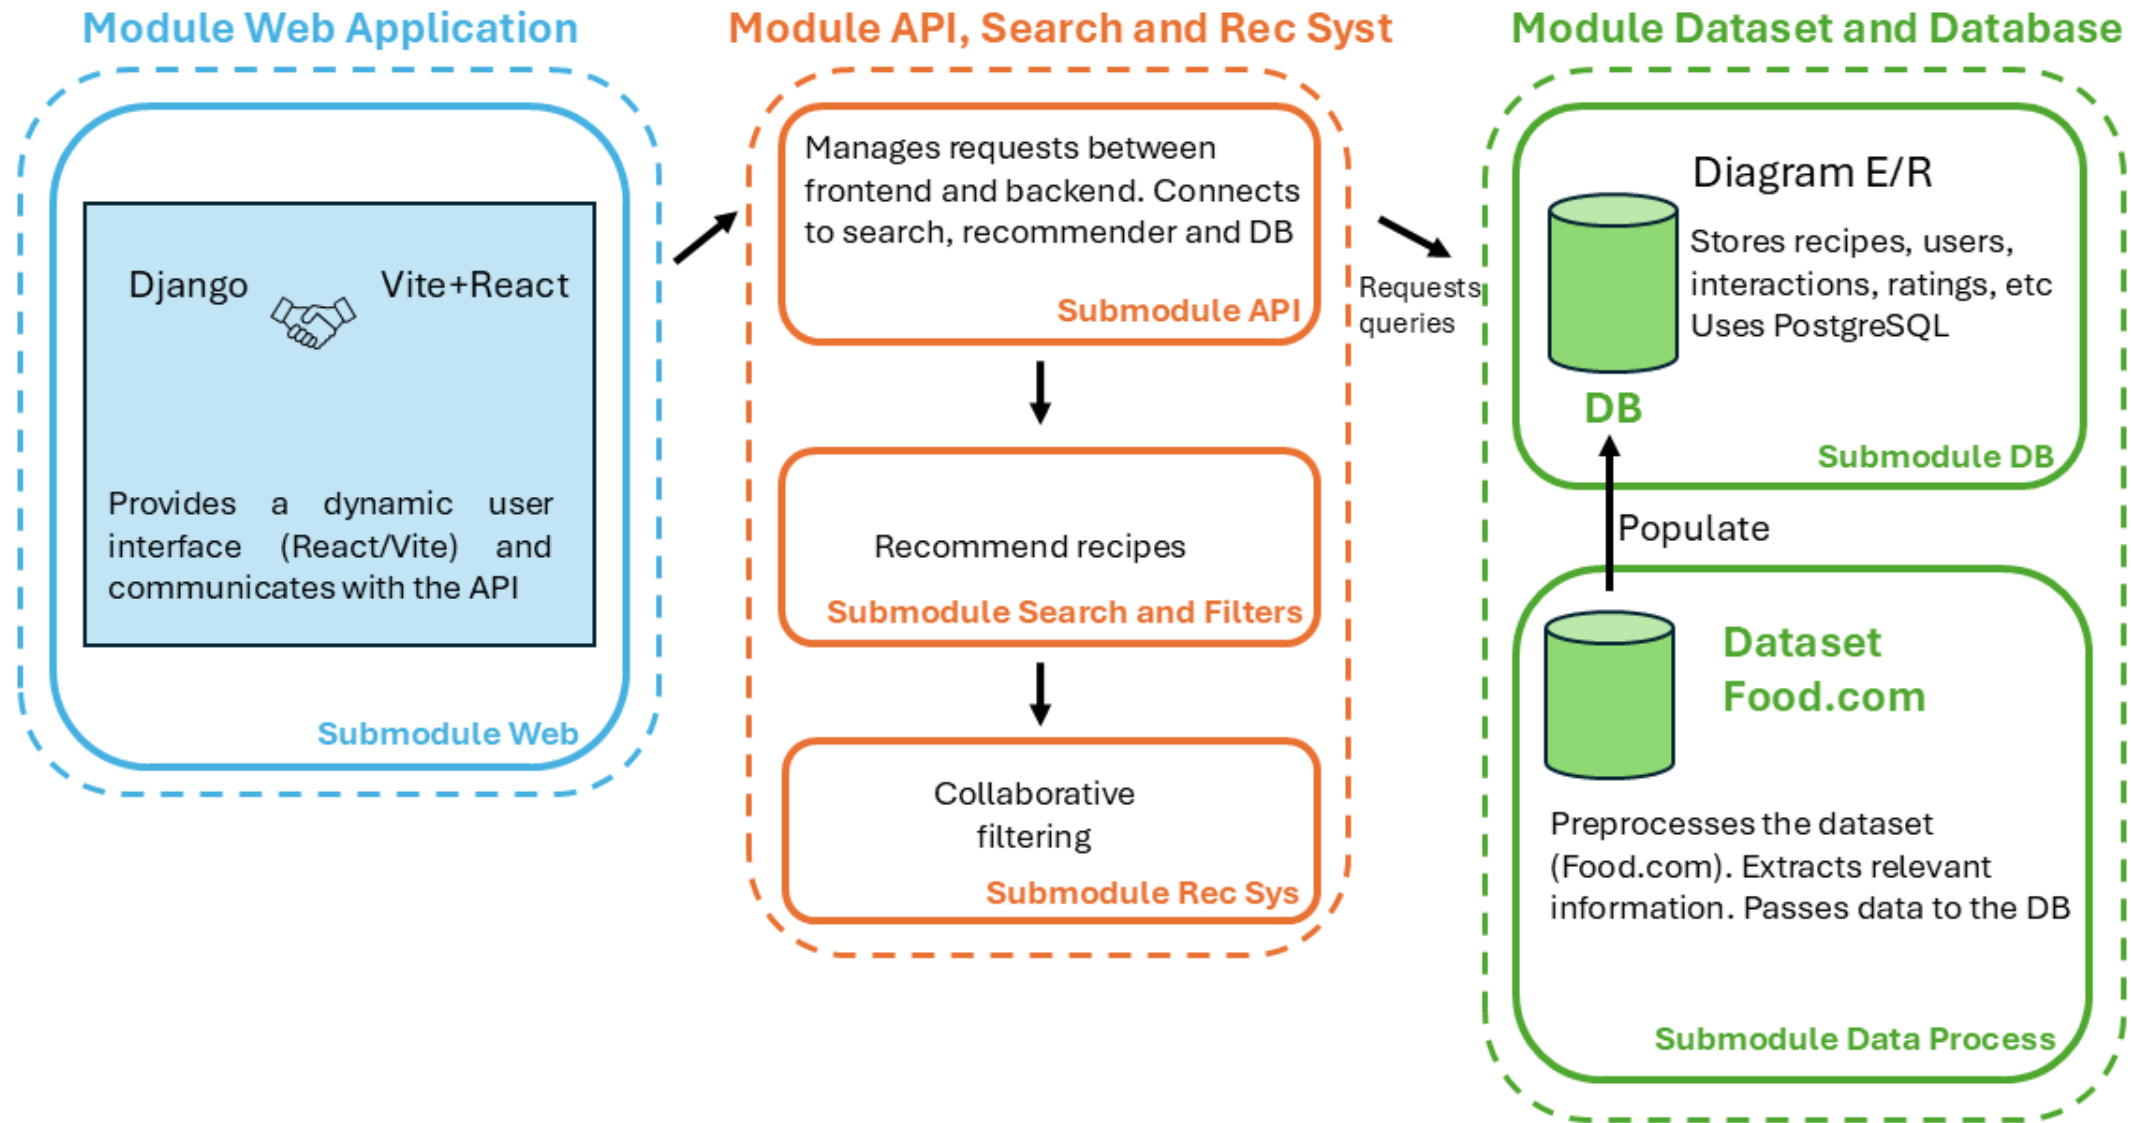 Module Web Application
Django
Vite+React
Provides a dynamic user
interface (React/Vite) and
communicates with the API
Submodule Web
Module API, Search and Rec Syst
Manages requests between
frontend and backend. Connects
to search, recommender and DB
Submodule API
Recommend recipes
Submodule Search and Filters
Collaborative
filtering
Submodule Rec Sys
Requests
queries
Module Dataset and Database
Diagram E/R
Stores recipes, users,
interactions, ratings, etc
Uses PostgreSQL
DB
Submodule DB
Populate
Dataset
Food.com
Preprocesses the dataset
(Food.com). Extracts relevant
information. Passes data to the DB
Submodule Data Process